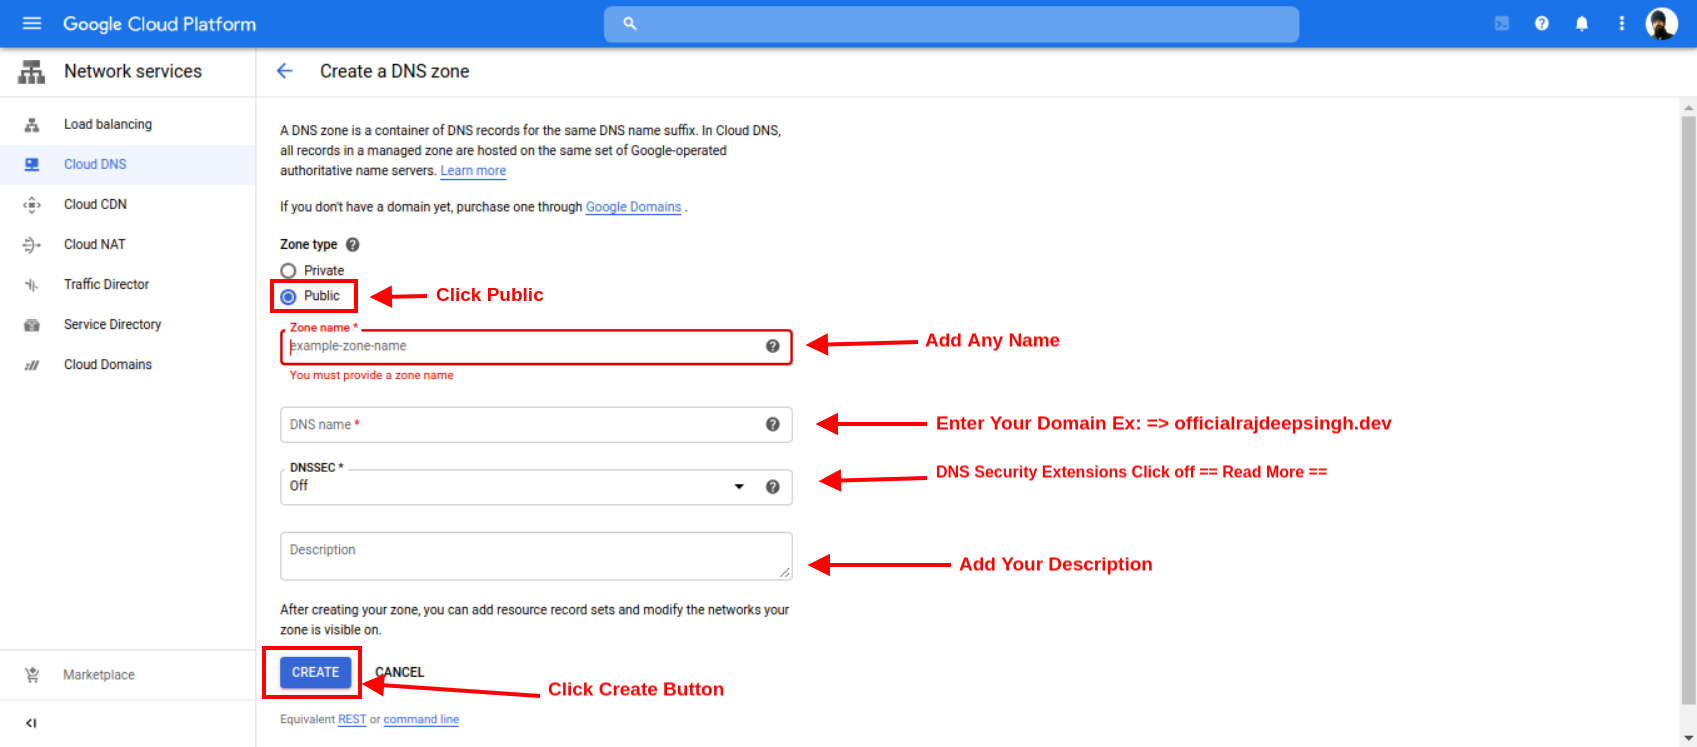 Google Cloud Platform
Network services
Create a DNS zone
Load balancing
Cloud DNS
Cloud CDN
Cloud NAT
Traffic Director
Service Directory
Cloud Domains
Marketplace
A DNS zone is a container of DNS records for the same DNS name suffix. In Cloud DNS,
all records in a managed zone are hosted on the same set of Google-operated
authoritative name servers. Learn more
If you don't have a domain yet, purchase one through Google Domains .
Zone type
Private
Public
Click Public
Zone name *
example-zone-name
Add Any Name
You must provide a zone name
DNS name *
Enter Your Domain Ex: => officialrajdeepsingh.dev
DNSSEC *
Off
DNS Security Extensions Click off == Read More ==
Description
Add Your Description
After creating your zone, you can add resource record sets and modify the networks your
zone is visible on.
CREATE CANCEL
Click Create Button
Equivalent REST or command line